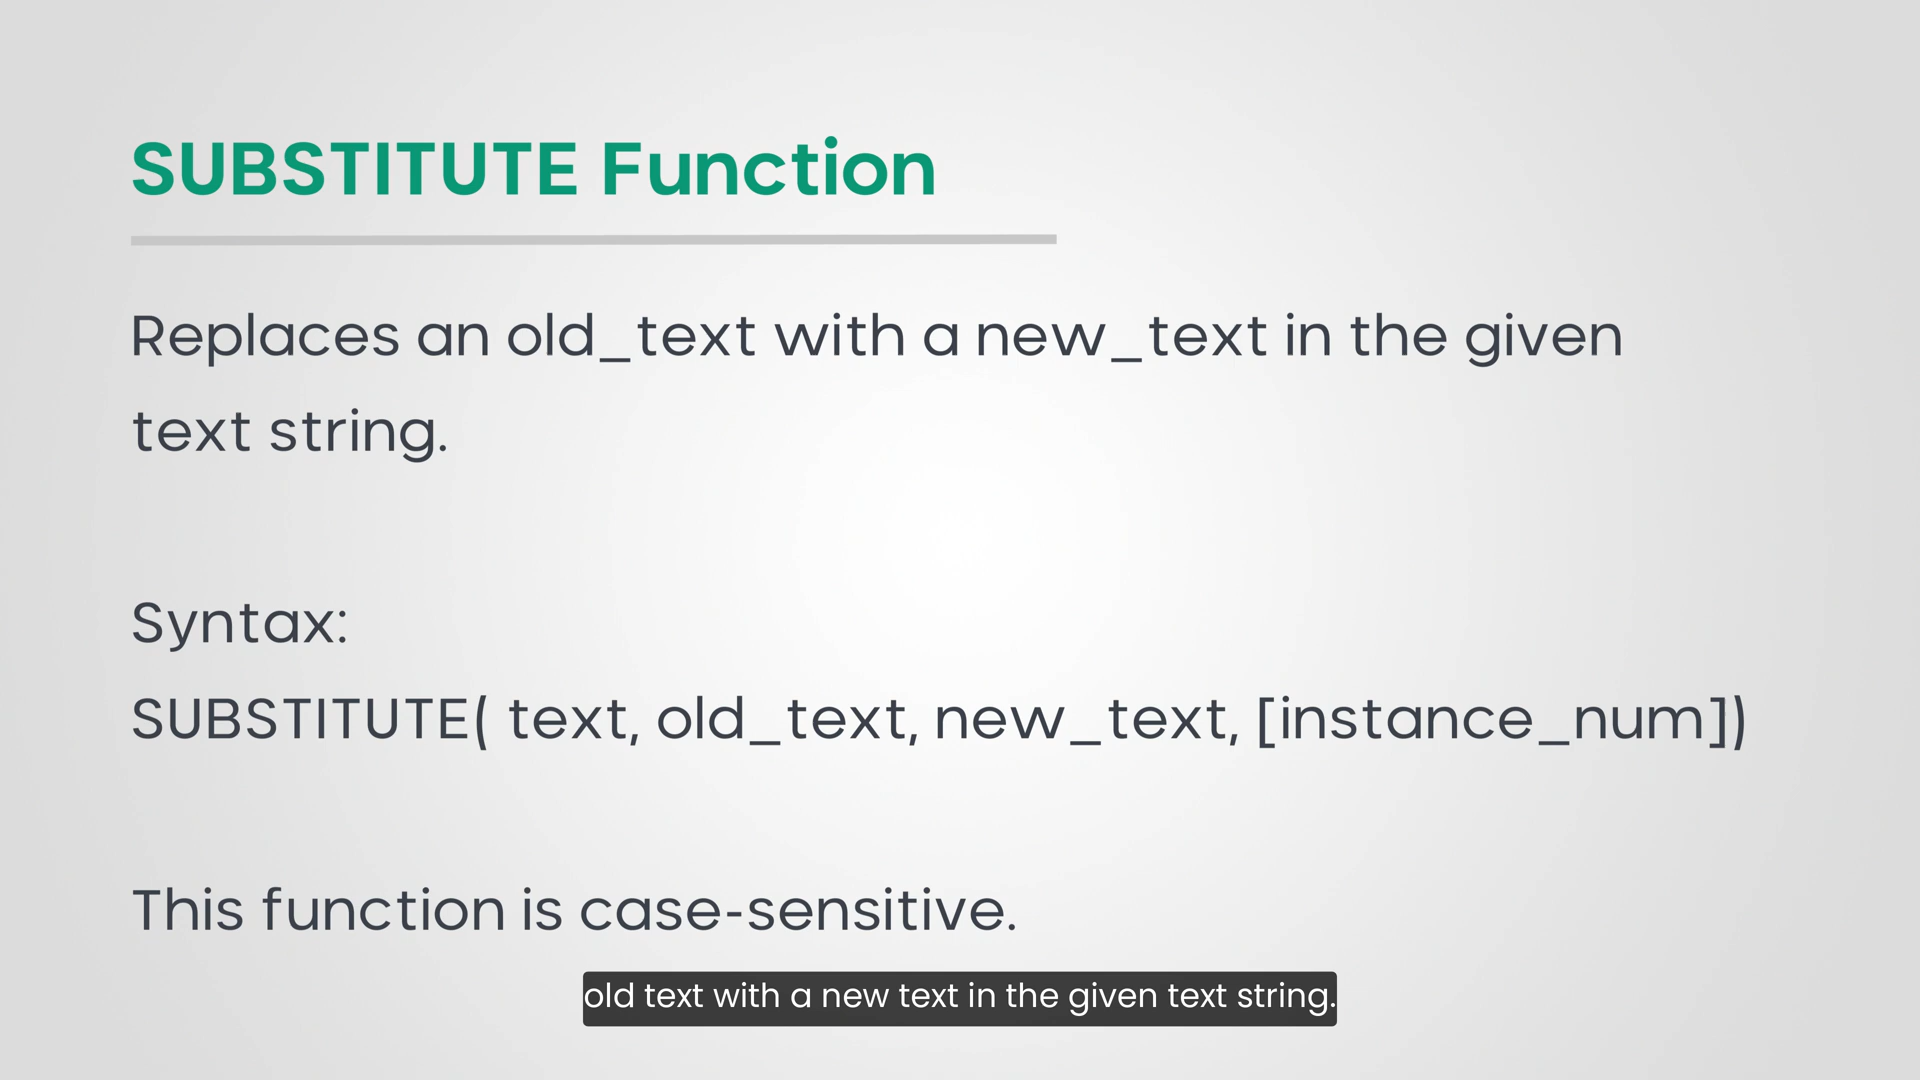 SUBSTITUTE Function
Replaces an old_text with a new_text in the given
text string.
Syntax:
SUBSTITUTE( text, old_text, new_text, [instance_num])
This function is case-sensitive.
old text with a new text in the given text string.